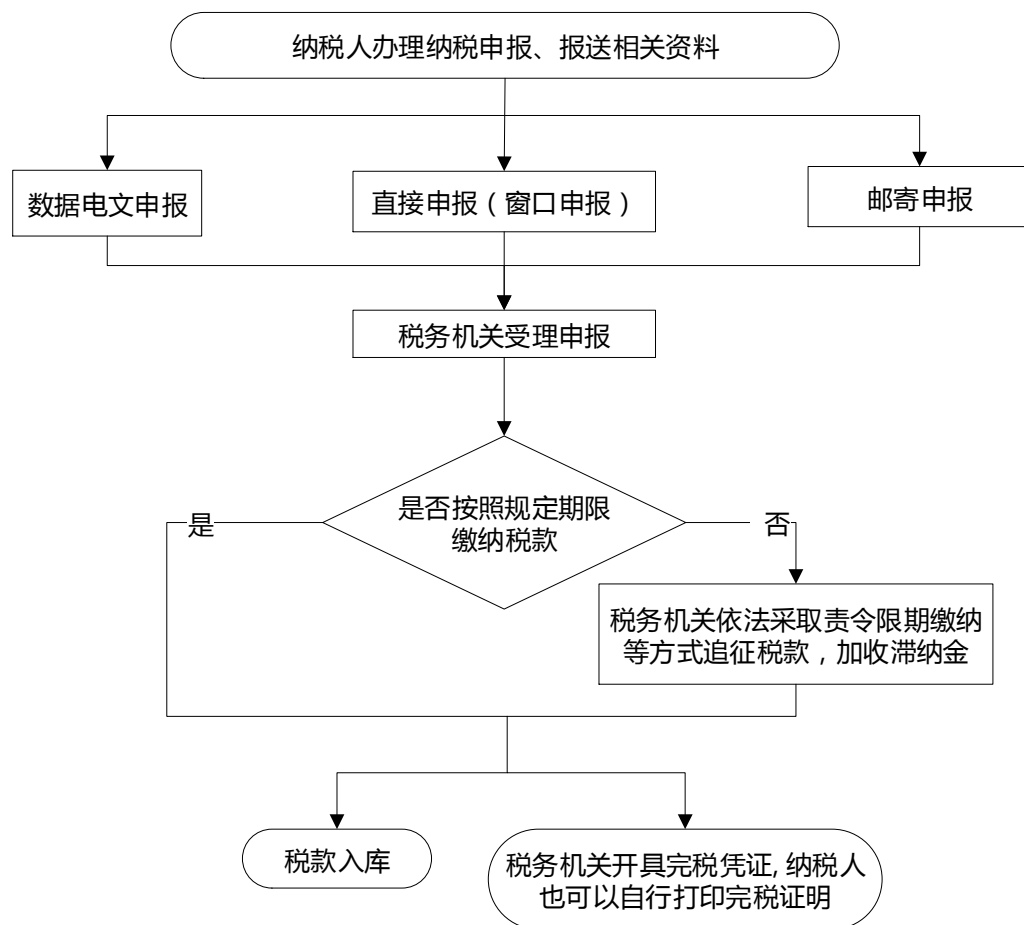 纳税人办理纳税申报、报送相关资料
数据电文申报
直接申报（窗口申报）
邮寄申报
税务机关受理申报
是否按照规定期限
缴纳税款
是
否
税务机关依法采取责令限期缴纳
等方式追征税款，加收滞纳金
税款入库
税务机关开具完税凭证, 纳税人
也可以自行打印完税证明